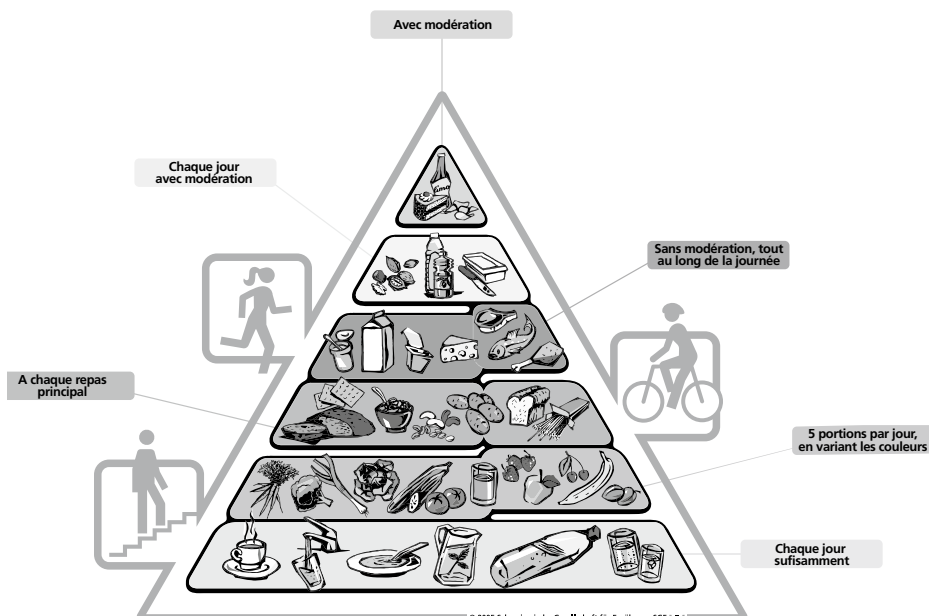 Avec modération
Chaque jour
avec modération
Sans modération, tout
au long de la journée
A chaque repas
principal
5 portions par jour,
en variant les couleurs
Chaque jour
sufisamment